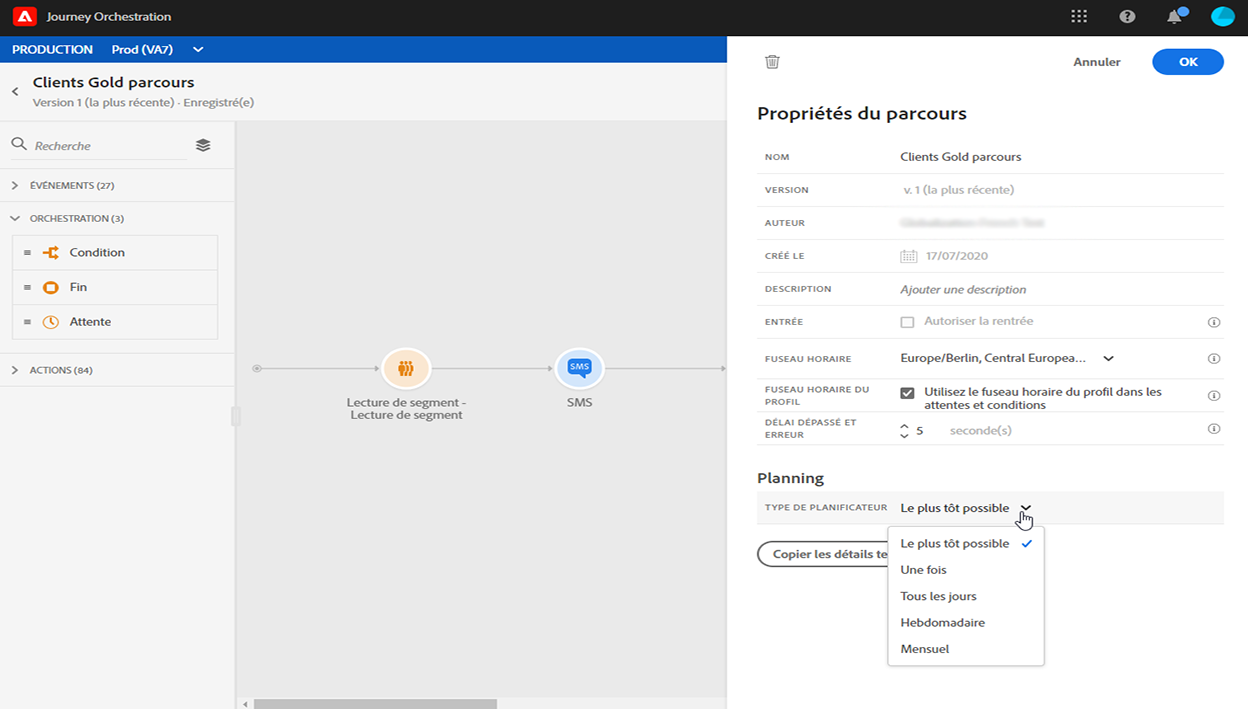 Journey Orchestration
PRODUCTION Prod (VA7)
Clients Gold parcours
Version 1 (la plus récente) - Enregistré(e)
Recherche
ÉVÉNEMENTS (27)
ORCHESTRATION (3)
Condition
Fin
Attente
ACTIONS (84)
Lecture de segment -
Lecture de segment
SMS
SMS
Annuler
OK
Propriétés du parcours
NOM Clients Gold parcours
VERSION v. 1 (la plus récente)
AUTEUR
CRÉÉ LE 17/07/2020
DESCRIPTION Ajouter une description
ENTRÉE Autoriser la rentrée
FUSEAU HORAIRE Europe/Berlin, Central Europea...
FUSEAU HORAIRE DU
PROFIL
Utilisez le fuseau horaire du profil dans les
attentes et conditions
DÉLAI DÉPASSÉ ET
ERREUR
5 seconde(s)
Planning
TYPE DE PLANIFICATEUR Le plus tôt possible
Copier les détails te
Le plus tôt possible
Une fois
Tous les jours
Hebdomadaire
Mensuel